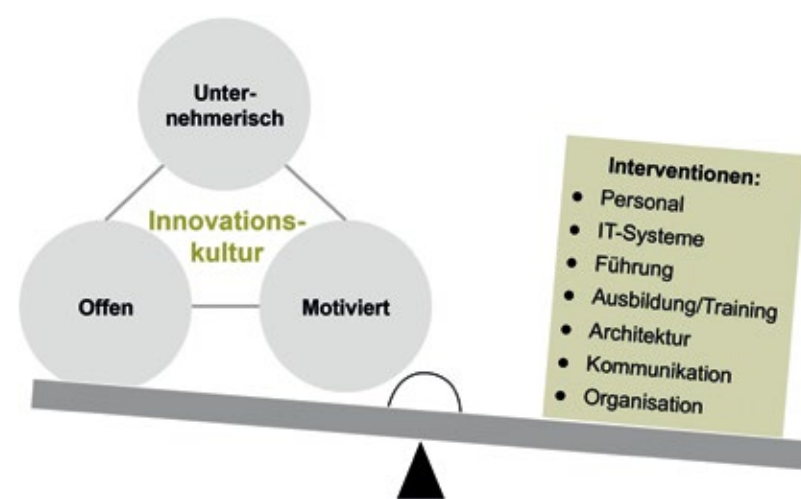 Unter-
nehmerisch
Innovations-
kultur
Offen
Motiviert
Interventionen:
• Personal
• IT-Systeme
• Führung
• Ausbildung/Training
• Architektur
• Kommunikation
• Organisation